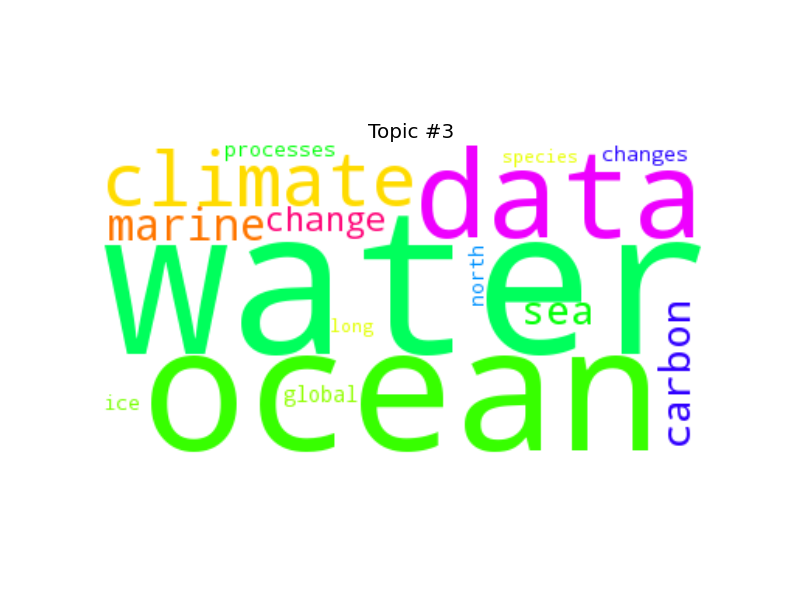 Topic #3
processes
species
changes
climate
data
marine
change
water
north
sea
long
carbon
ocean
global
ice